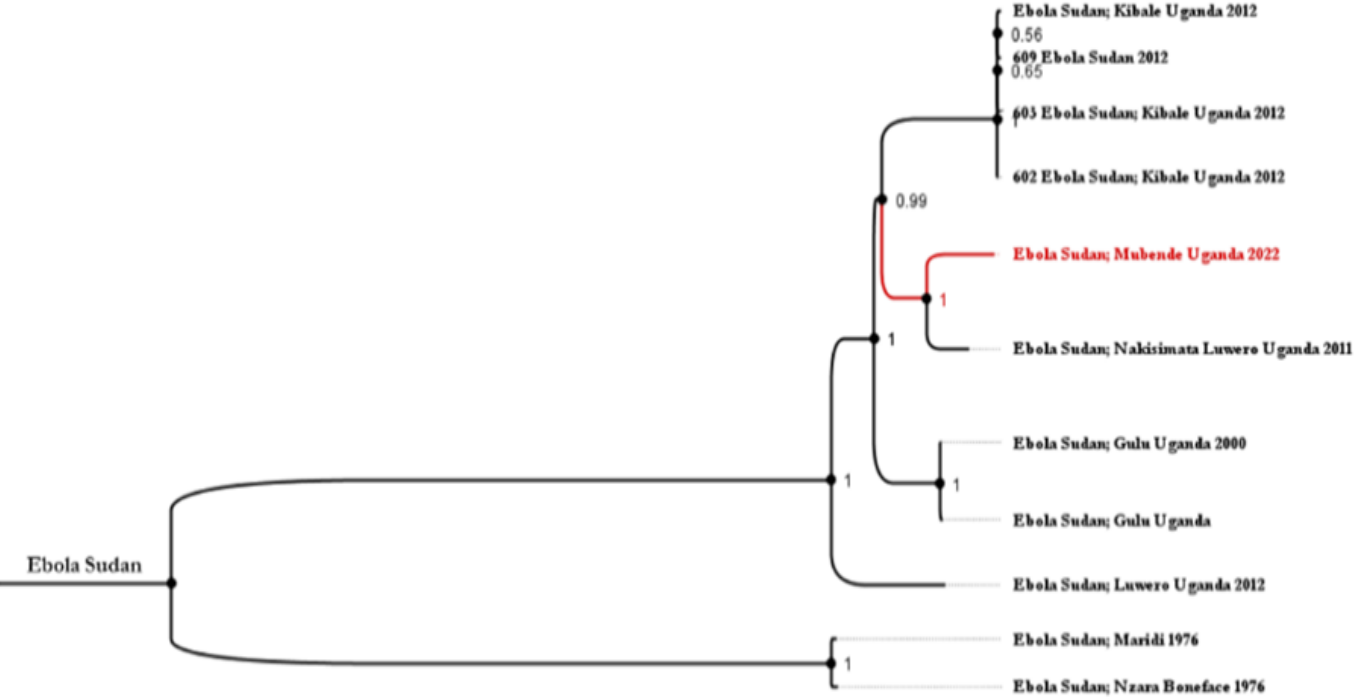 Ebola Sudan; Kibale Uganda 2012
0.56
609 Ebola Sudan 2012
0.65
603 Ebola Sudan; Kibale Uganda 2012
602 Ebola Sudan; Kibale Uganda 2012
0.99
Ebola Sudan; Mubende Uganda 2022
1
1
Ebola Sudan; Nakisimata Luwero Uganda 2011
Ebola Sudan; Gulu Uganda 2000
1
1
Ebola Sudan; Gulu Uganda
Ebola Sudan
Ebola Sudan; Luwero Uganda 2012
Ebola Sudan; Maridi 1976
1
Ebola Sudan; Nzara Boneface 1976